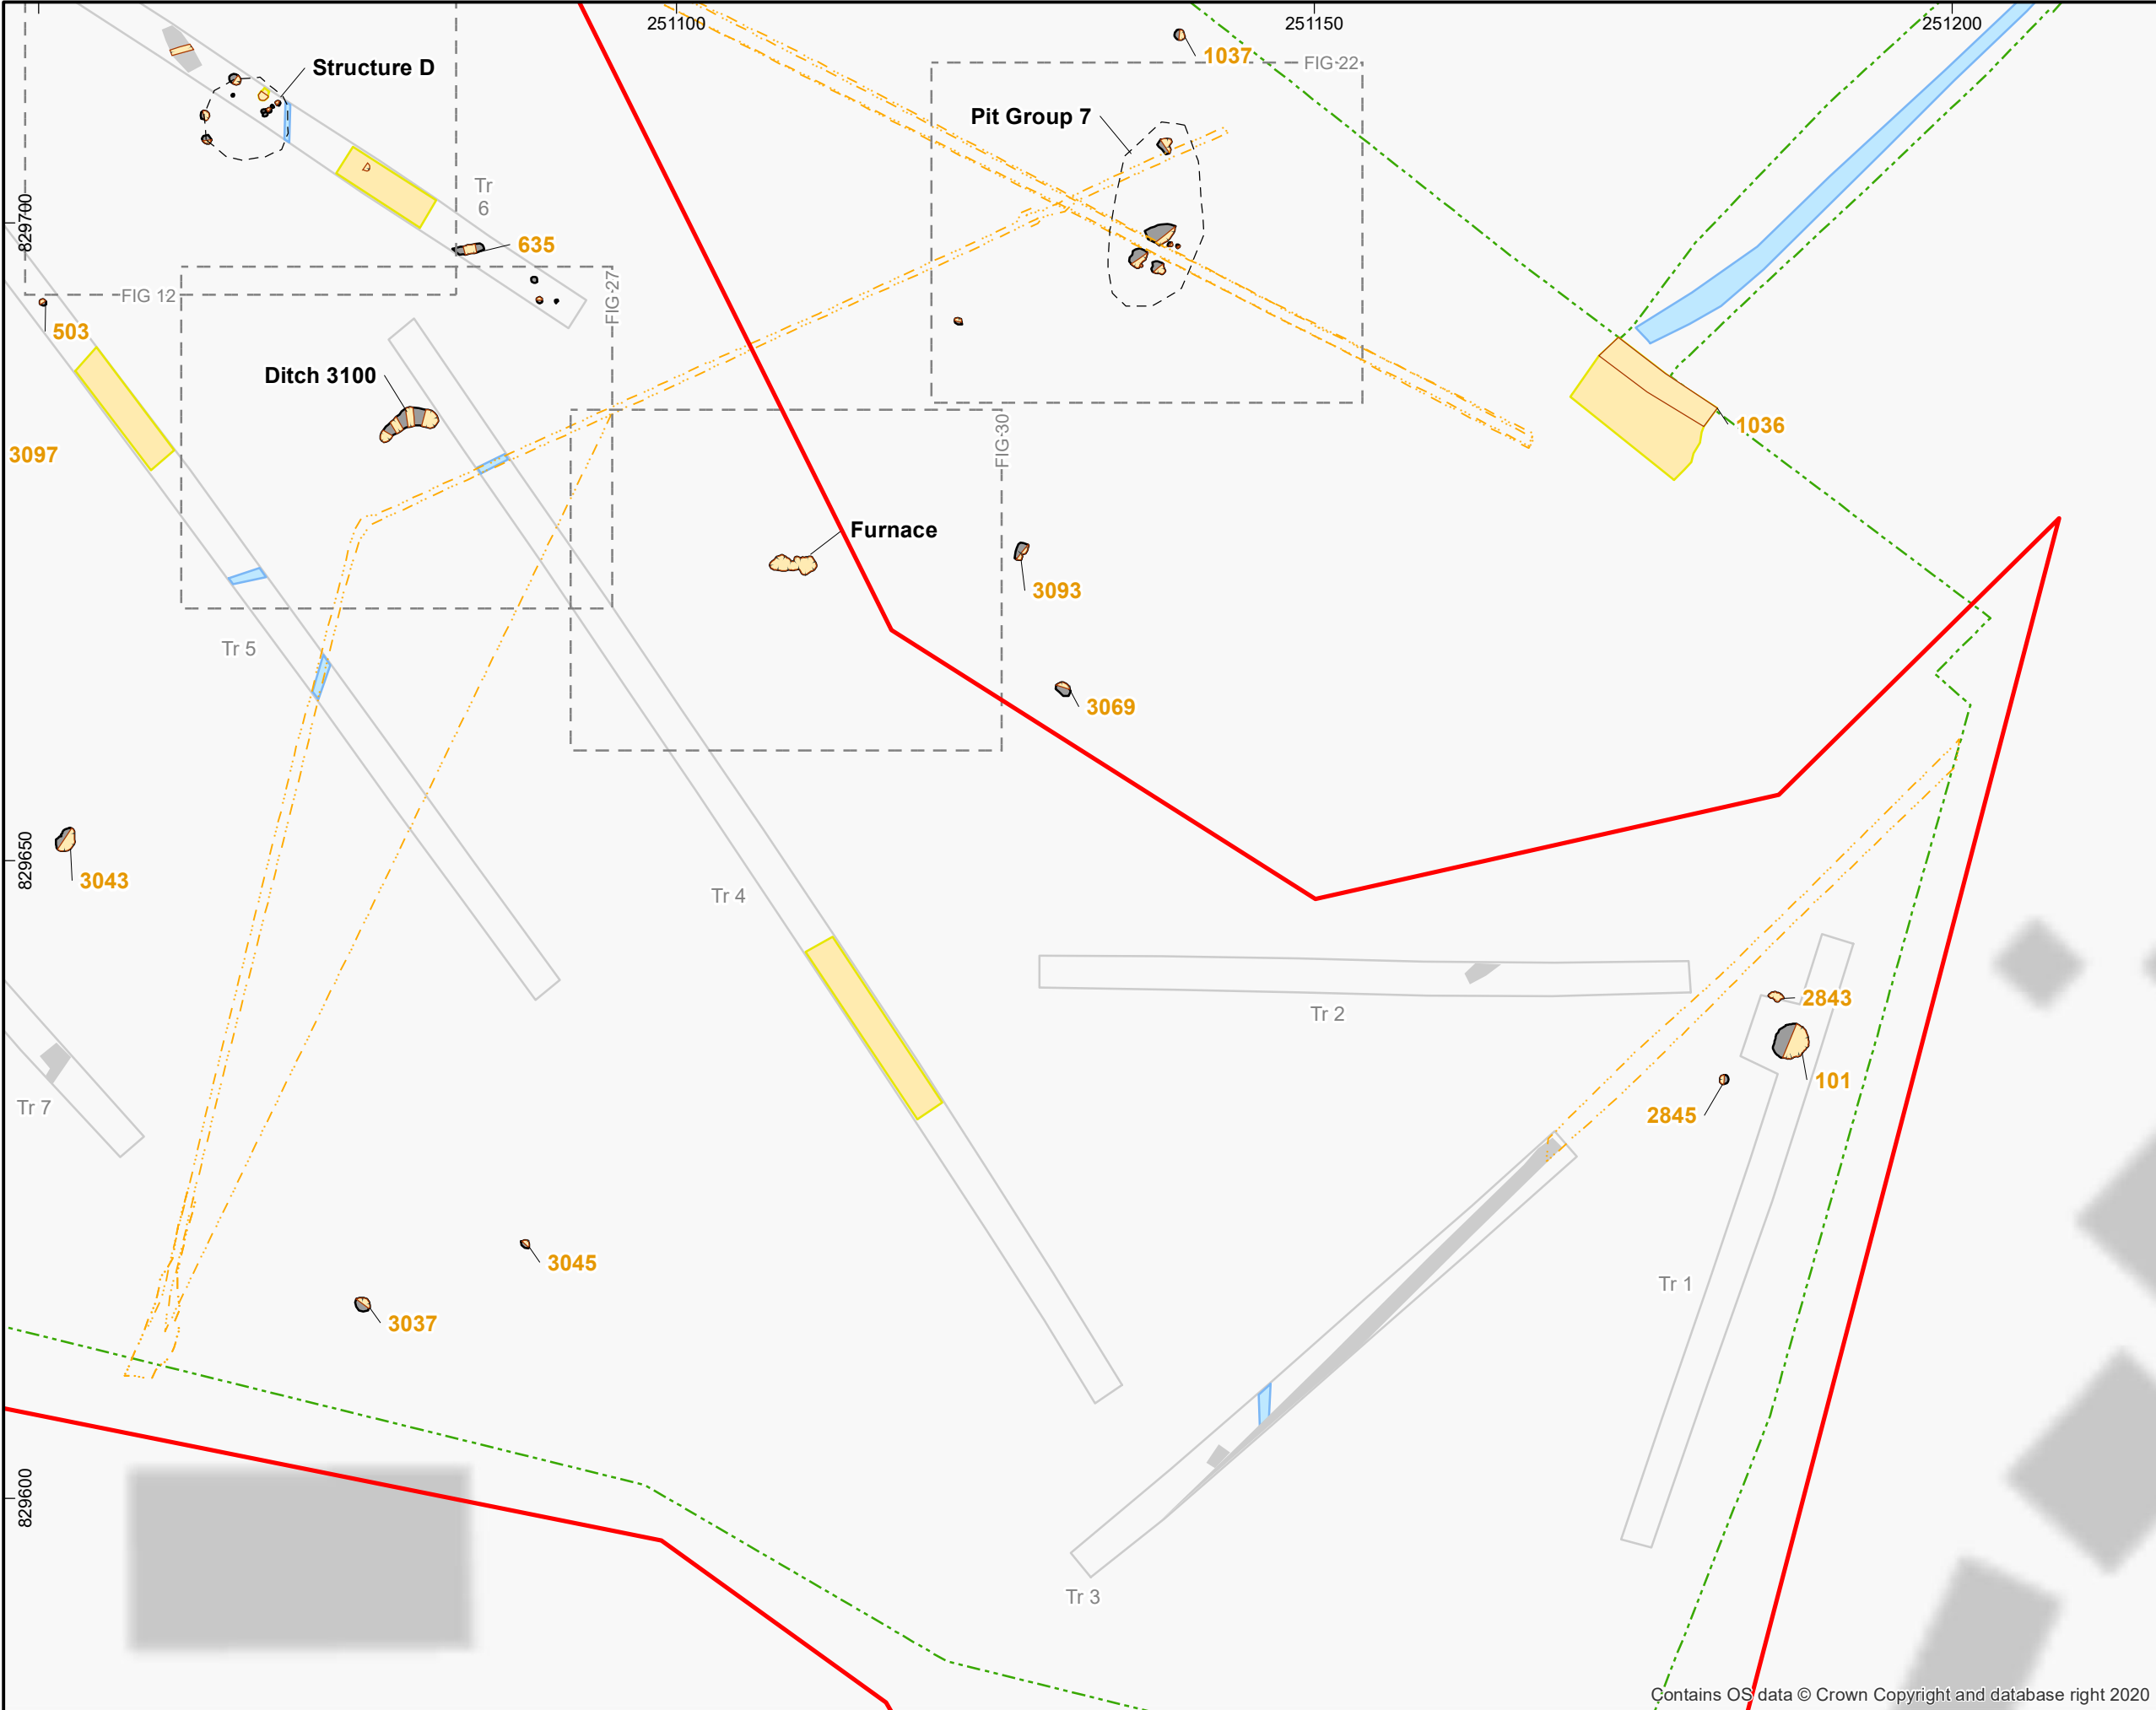 251100
251150
251200
1037
FIG 22
Structure D
Pit Group 7
Tr
6
829700
635
FIG 12
FIG 27
503
Ditch 3100
1036
3097
FIG 30
Furnace
3093
Tr 5
3069
829650
3043
Tr 4
2843
Tr 2
101
Tr 7
2845
3045
Tr 1
3037
829600
Tr 3
Contains OS data © Crown Copyright and database right 2020